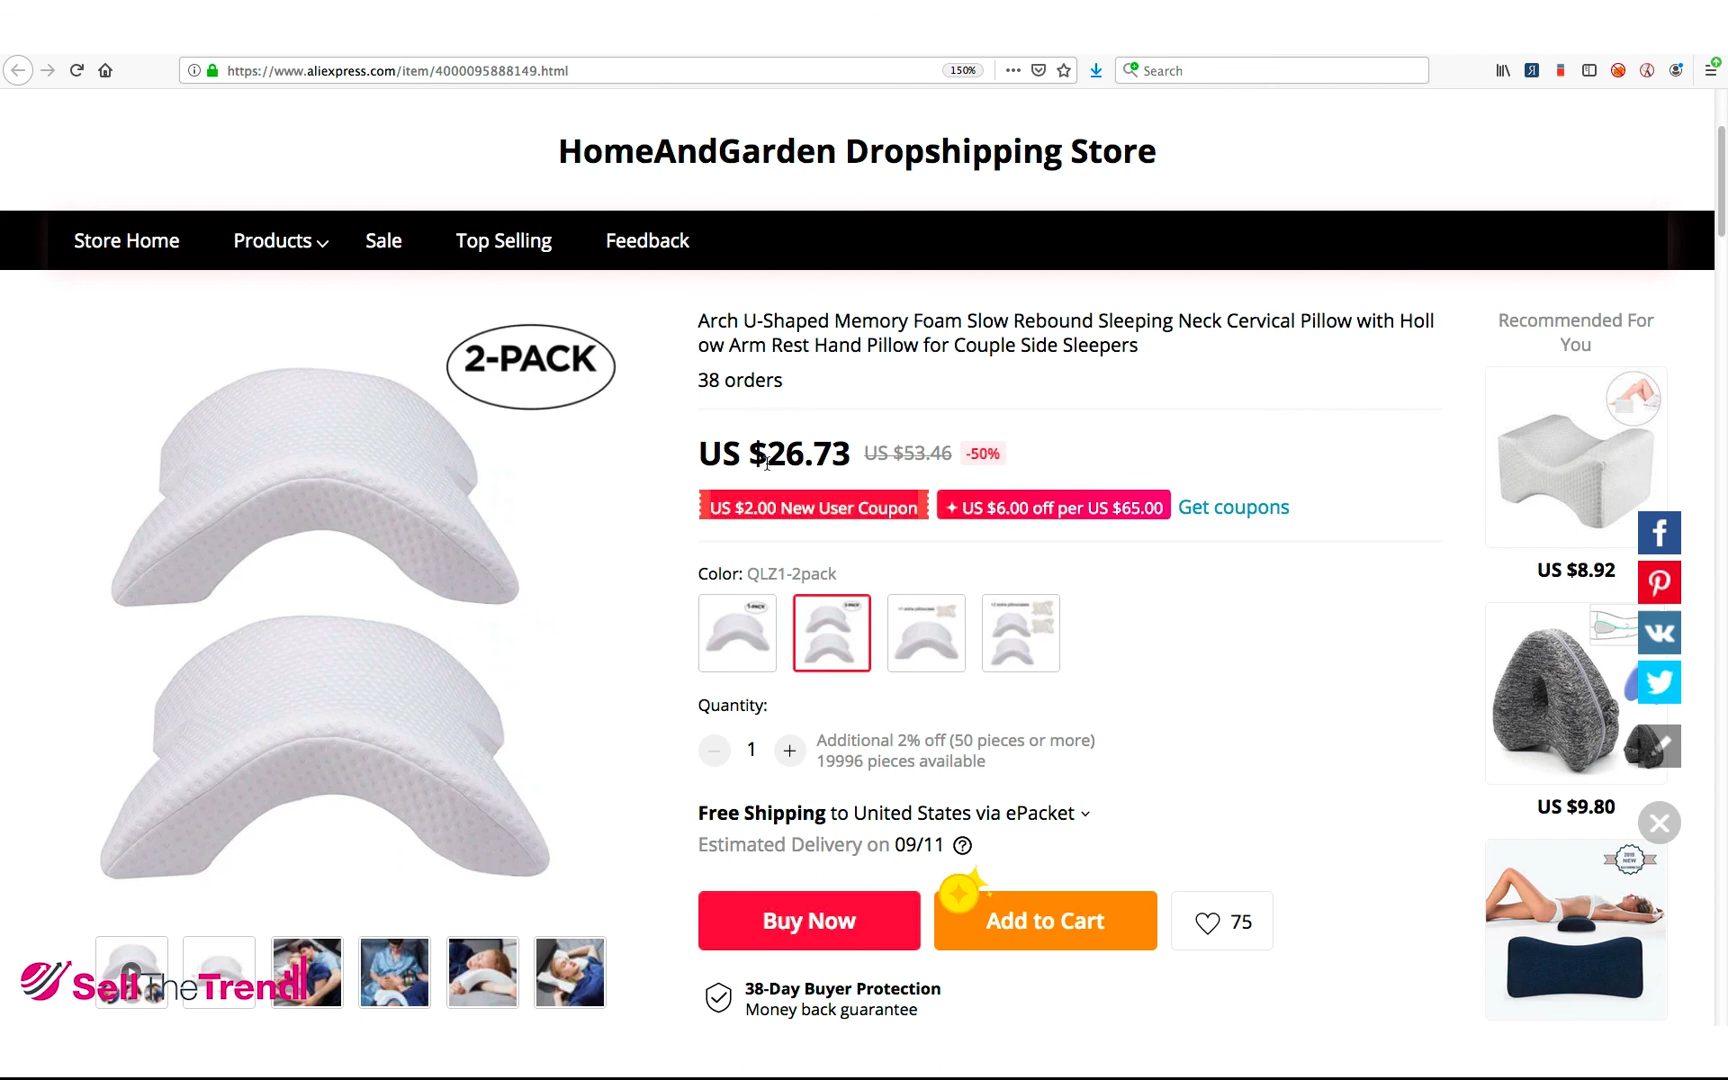 https://www.aliexpress.com/item/4000095888149.html
150%
Search
HomeAndGarden Dropshipping Store
Store Home
Products
Sale
Top Selling
Feedback
2-PACK
Arch U-Shaped Memory Foam Slow Rebound Sleeping Neck Cervical Pillow with Holl
ow Arm Rest Hand Pillow for Couple Side Sleepers
38 orders
US $26.73 US $53.46 -50%
US $2.00 New User Coupon
US $6.00 off per US $65.00
Get coupons
Color: QLZ1-2pack
Quantity:
1
Additional 2% off (50 pieces or more)
19996 pieces available
Free Shipping to United States via ePacket
Estimated Delivery on 09/11
Buy Now
Add to Cart
75
38-Day Buyer Protection
Money back guarantee
Recommended For
You
US $8.92
US $9.80
SellTheTrend